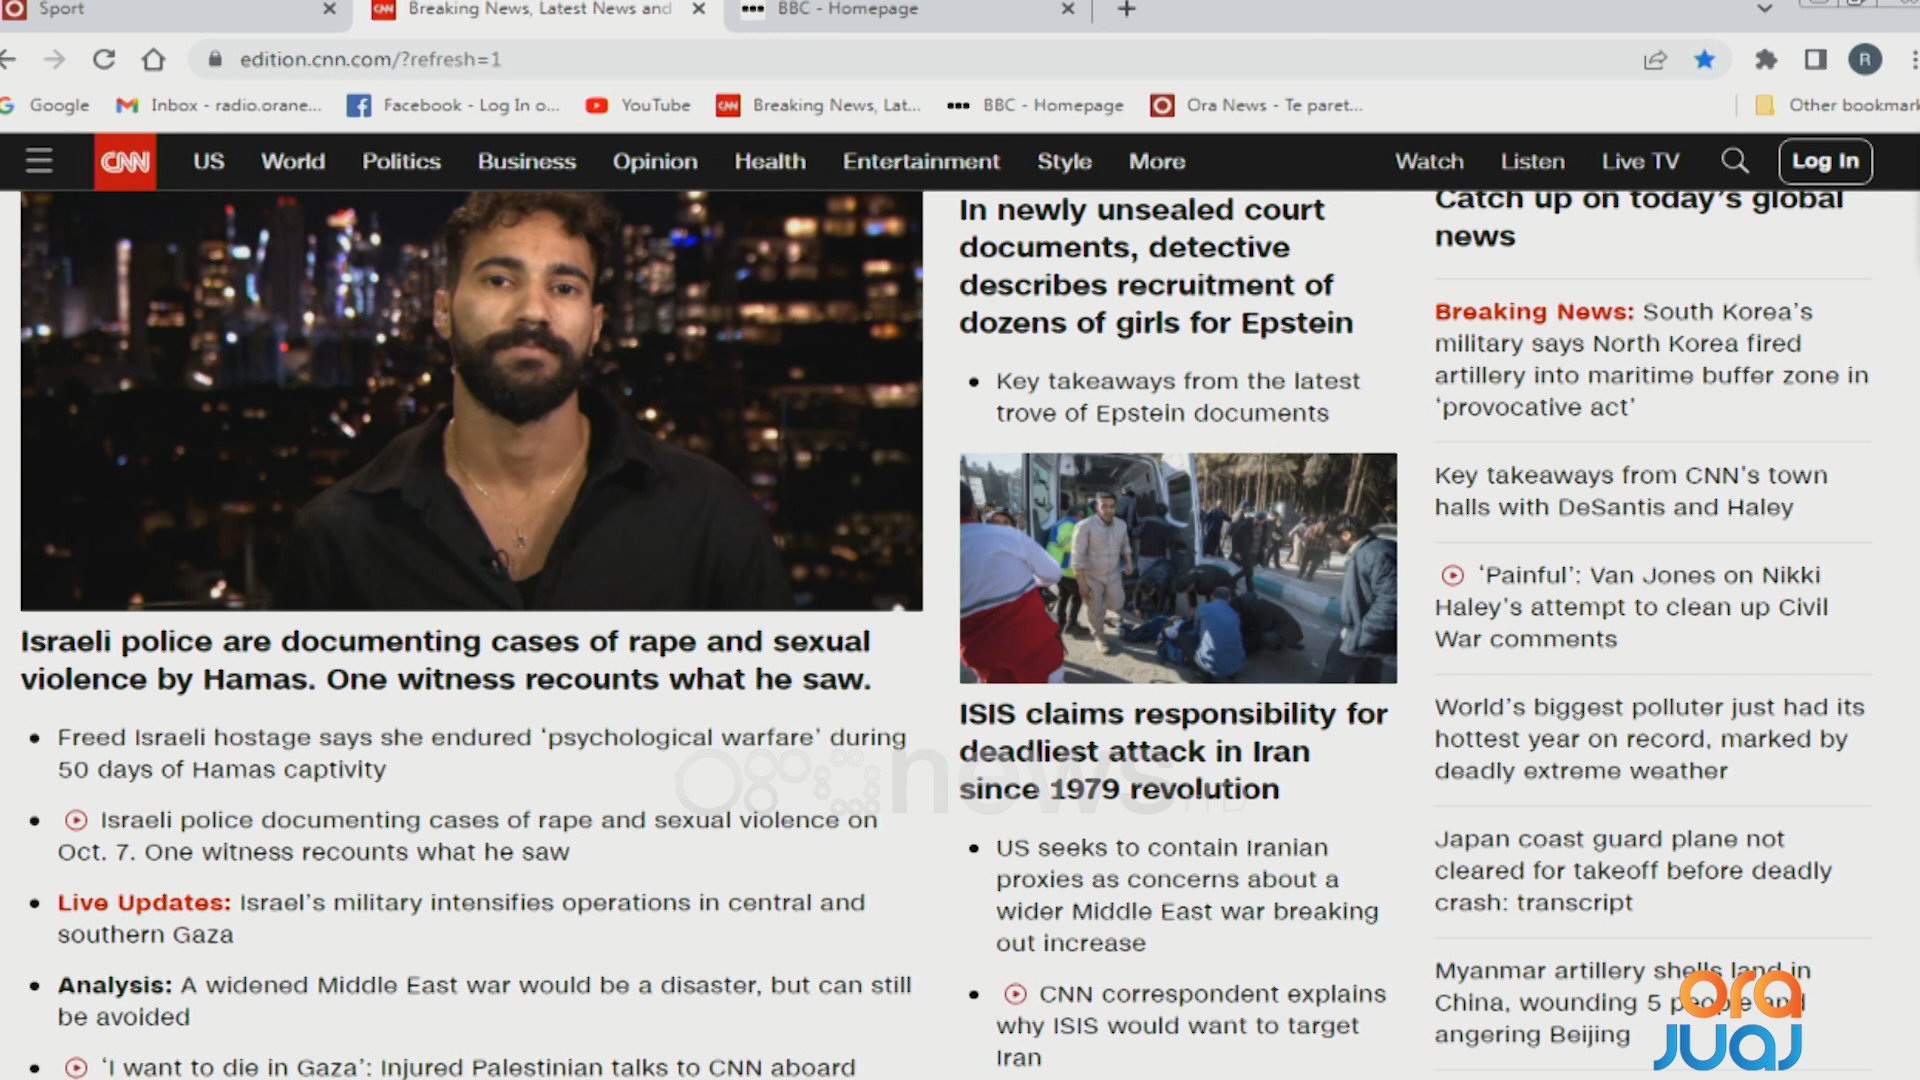 Sport
Breaking News, Latest News and
BBC - Homepage
edition.cnn.com/?refresh=1
R
Google
Inbox - radio.orane...
Facebook - Log In o...
YouTube
CNN
Breaking News, Lat...
BBC - Homepage
Ora News - Te paret...
Other bookmark
CNN
US
World
Politics
Business
Opinion
Health
Entertainment
Style
More
Watch
Listen
Live TV
Log In
Israeli police are documenting cases of rape and sexual
violence by Hamas. One witness recounts what he saw.
Freed Israeli hostage says she endured ‘psychological warfare’ during
50 days of Hamas captivity
Israeli police documenting cases of rape and sexual violence on
Oct. 7. One witness recounts what he saw
Live Updates: Israel’s military intensifies operations in central and
southern Gaza
Analysis: A widened Middle East war would be a disaster, but can still
be avoided
‘I want to die in Gaza’: Injured Palestinian talks to CNN aboard
In newly unsealed court
documents, detective
describes recruitment of
dozens of girls for Epstein
Key takeaways from the latest
trove of Epstein documents
ISIS claims responsibility for
deadliest attack in Iran
since 1979 revolution
US seeks to contain Iranian
proxies as concerns about a
wider Middle East war breaking
out increase
CNN correspondent explains
why ISIS would want to target
Iran
Catch up on today’s global
news
Breaking News: South Korea’s
military says North Korea fired
artillery into maritime buffer zone in
‘provocative act’
Key takeaways from CNN’s town
halls with DeSantis and Haley
‘Painful’: Van Jones on Nikki
Haley’s attempt to clean up Civil
War comments
World’s biggest polluter just had its
hottest year on record, marked by
deadly extreme weather
Japan coast guard plane not
cleared for takeoff before deadly
crash: transcript
Myanmar artillery shells land in
China, wounding 5 people and
angering Beijing
ora news HD
ora
juaj